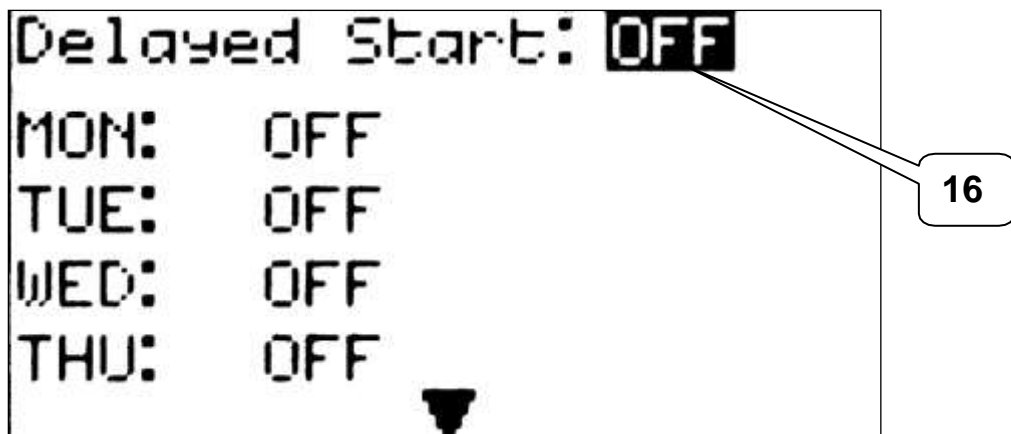 Delayed Start: OFF
MON: OFF
TUE: OFF
WED: OFF
THU: OFF
16